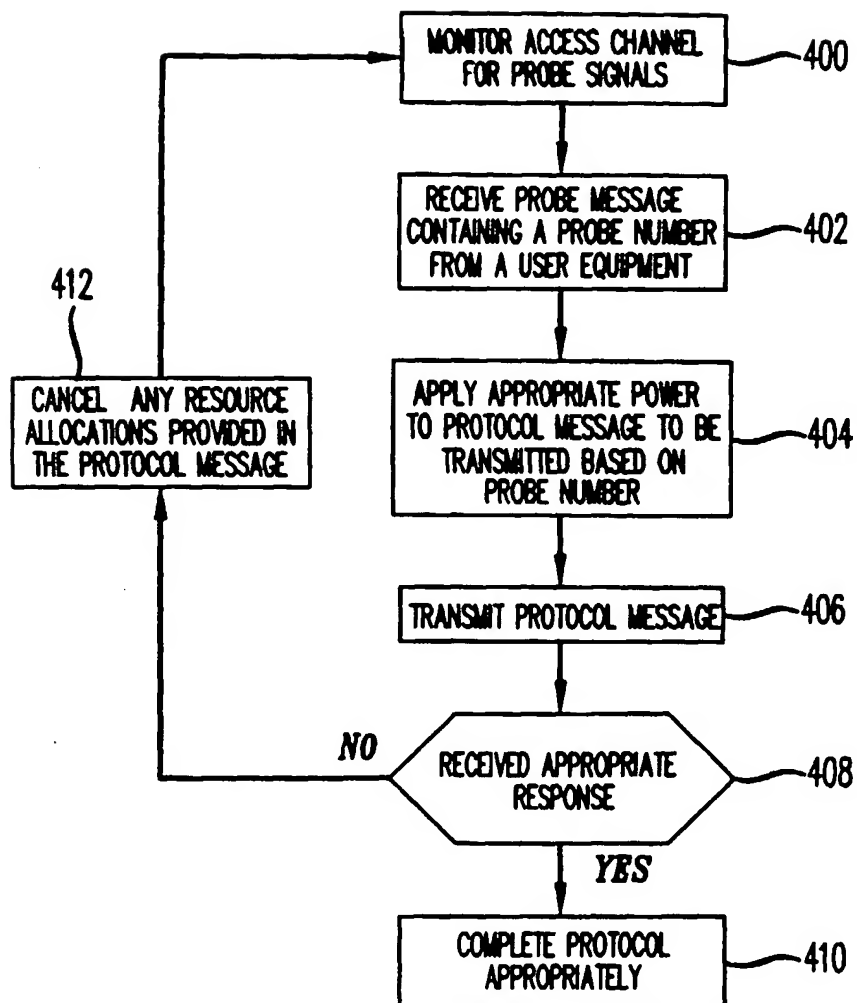 MONITOR ACCESS CHANNEL
FOR PROBE SIGNALS
400
RECEIVE PROBE MESSAGE
CONTAINING A PROBE NUMBER
FROM A USER EQUIPMENT
402
412
CANCEL ANY RESOURCE
ALLOCATIONS PROVIDED IN
THE PROTOCOL MESSAGE
APPLY APPROPRIATE POWER
TO PROTOCOL MESSAGE TO BE
TRANSMITTED BASED ON
PROBE NUMBER
404
TRANSMIT PROTOCOL MESSAGE
406
NO
RECEIVED APPROPRIATE
RESPONSE
408
YES
COMPLETE PROTOCOL
APPROPRIATELY
410